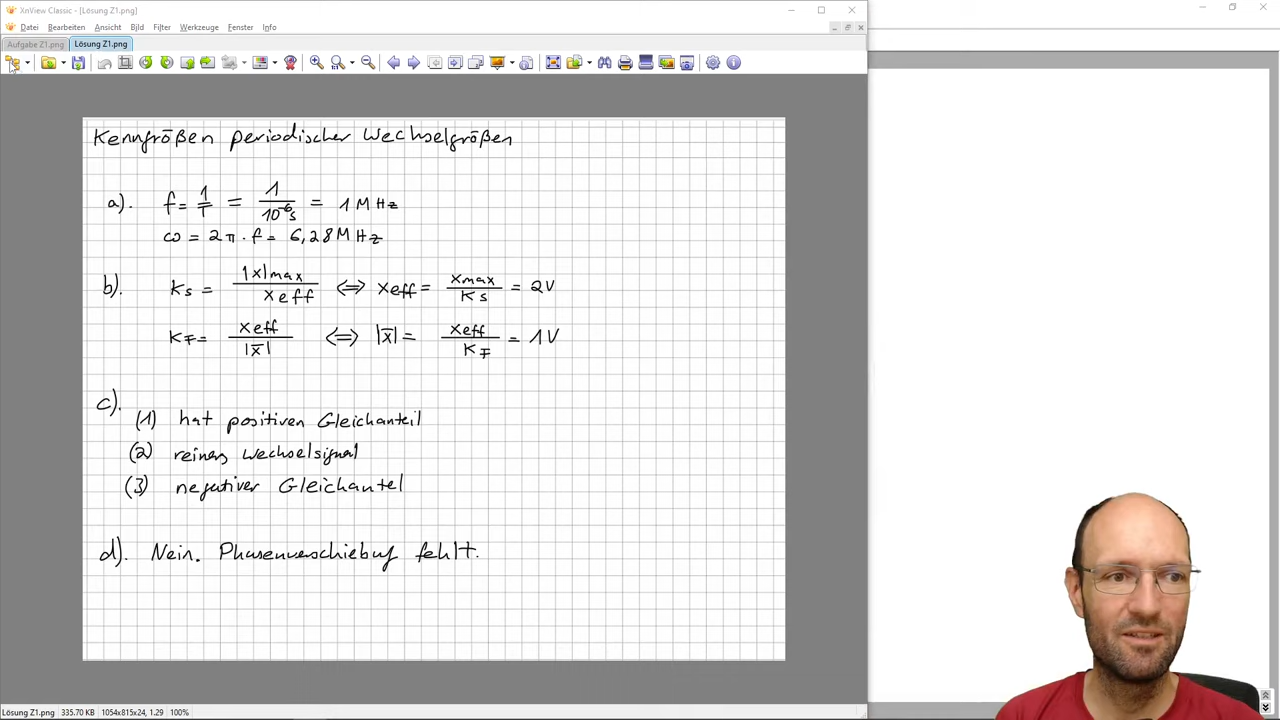 XnView Classic - [Lösung Z1.png]
Datei Bearbeiten Ansicht Bild Filter Werkzeuge Fenster Info
Aufgabe Z1.png Lösung Z1.png
Kenngrößen periodischer Wechselgrößen
a). f = 1/T = 1/10^-6 s = 1 MHz
ω = 2π · f = 6,28 MHz
b). Ks = |x|max / xeff ⇔ xeff = xmax / Ks = 2V
KF = xeff / |x̄| ⇔ |x̄| = xeff / KF = 1V
c).
(1) hat positiven Gleichanteil
(2) reines Wechselsignal
(3) negativer Gleichantel
d). Nein. Phasenverschiebug fehlt.
Lösung Z1.png 335.70 KB 1054x815x24, 1.29 100%